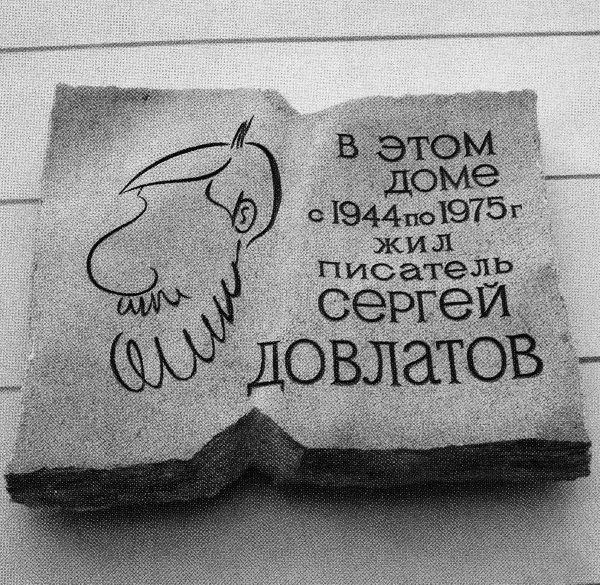 В ЭТОМ
ДОМЕ
с 1944 по 1975 г
жил
писатель
СЕРГЕЙ
ДОВЛАТОВ